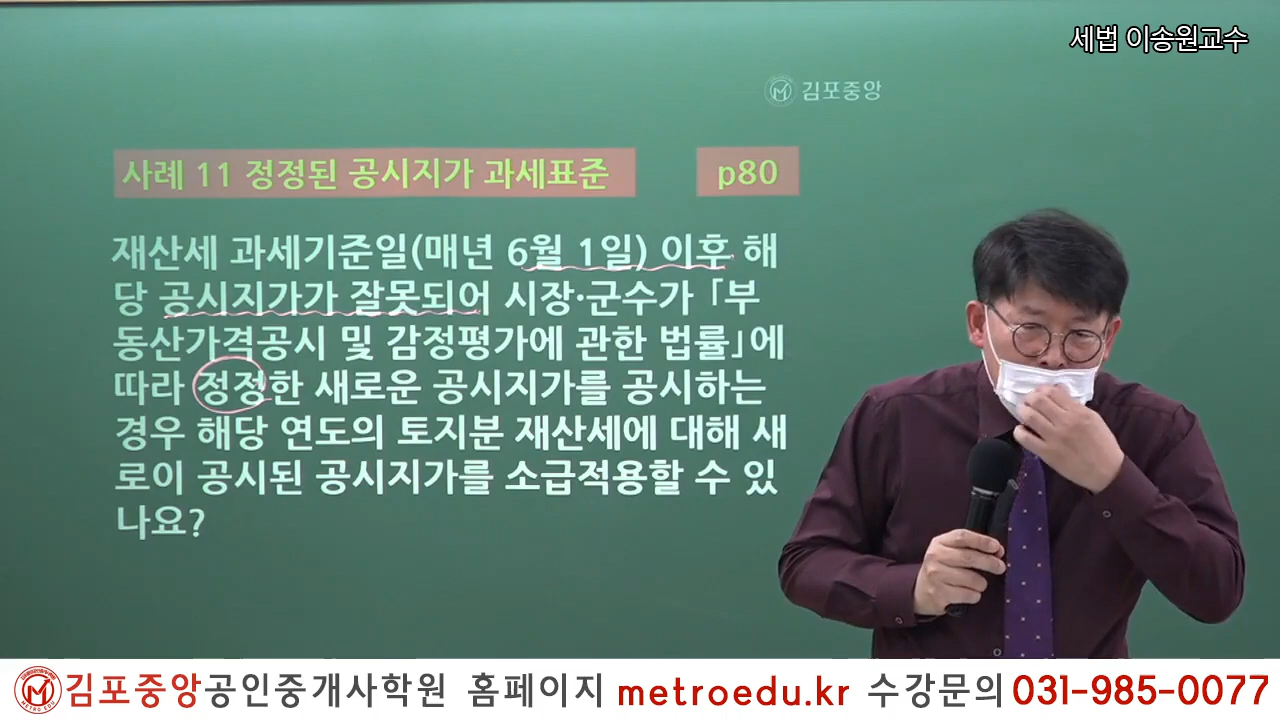 세법 이송원교수
김포중앙
사례 11 정정된 공시지가 과세표준
p80
재산세 과세기준일(매년 6월 1일) 이후 해
당 공시지가가 잘못되어 시장·군수가 「부
동산가격공시 및 감정평가에 관한 법률」에
따라 정정한 새로운 공시지가를 공시하는
경우 해당 연도의 토지분 재산세에 대해 새
로이 공시된 공시지가를 소급적용할 수 있
나요?
METRO EDU
김포중앙공인중개사학원 홈페이지 metroedu.kr 수강문의 031-985-0077